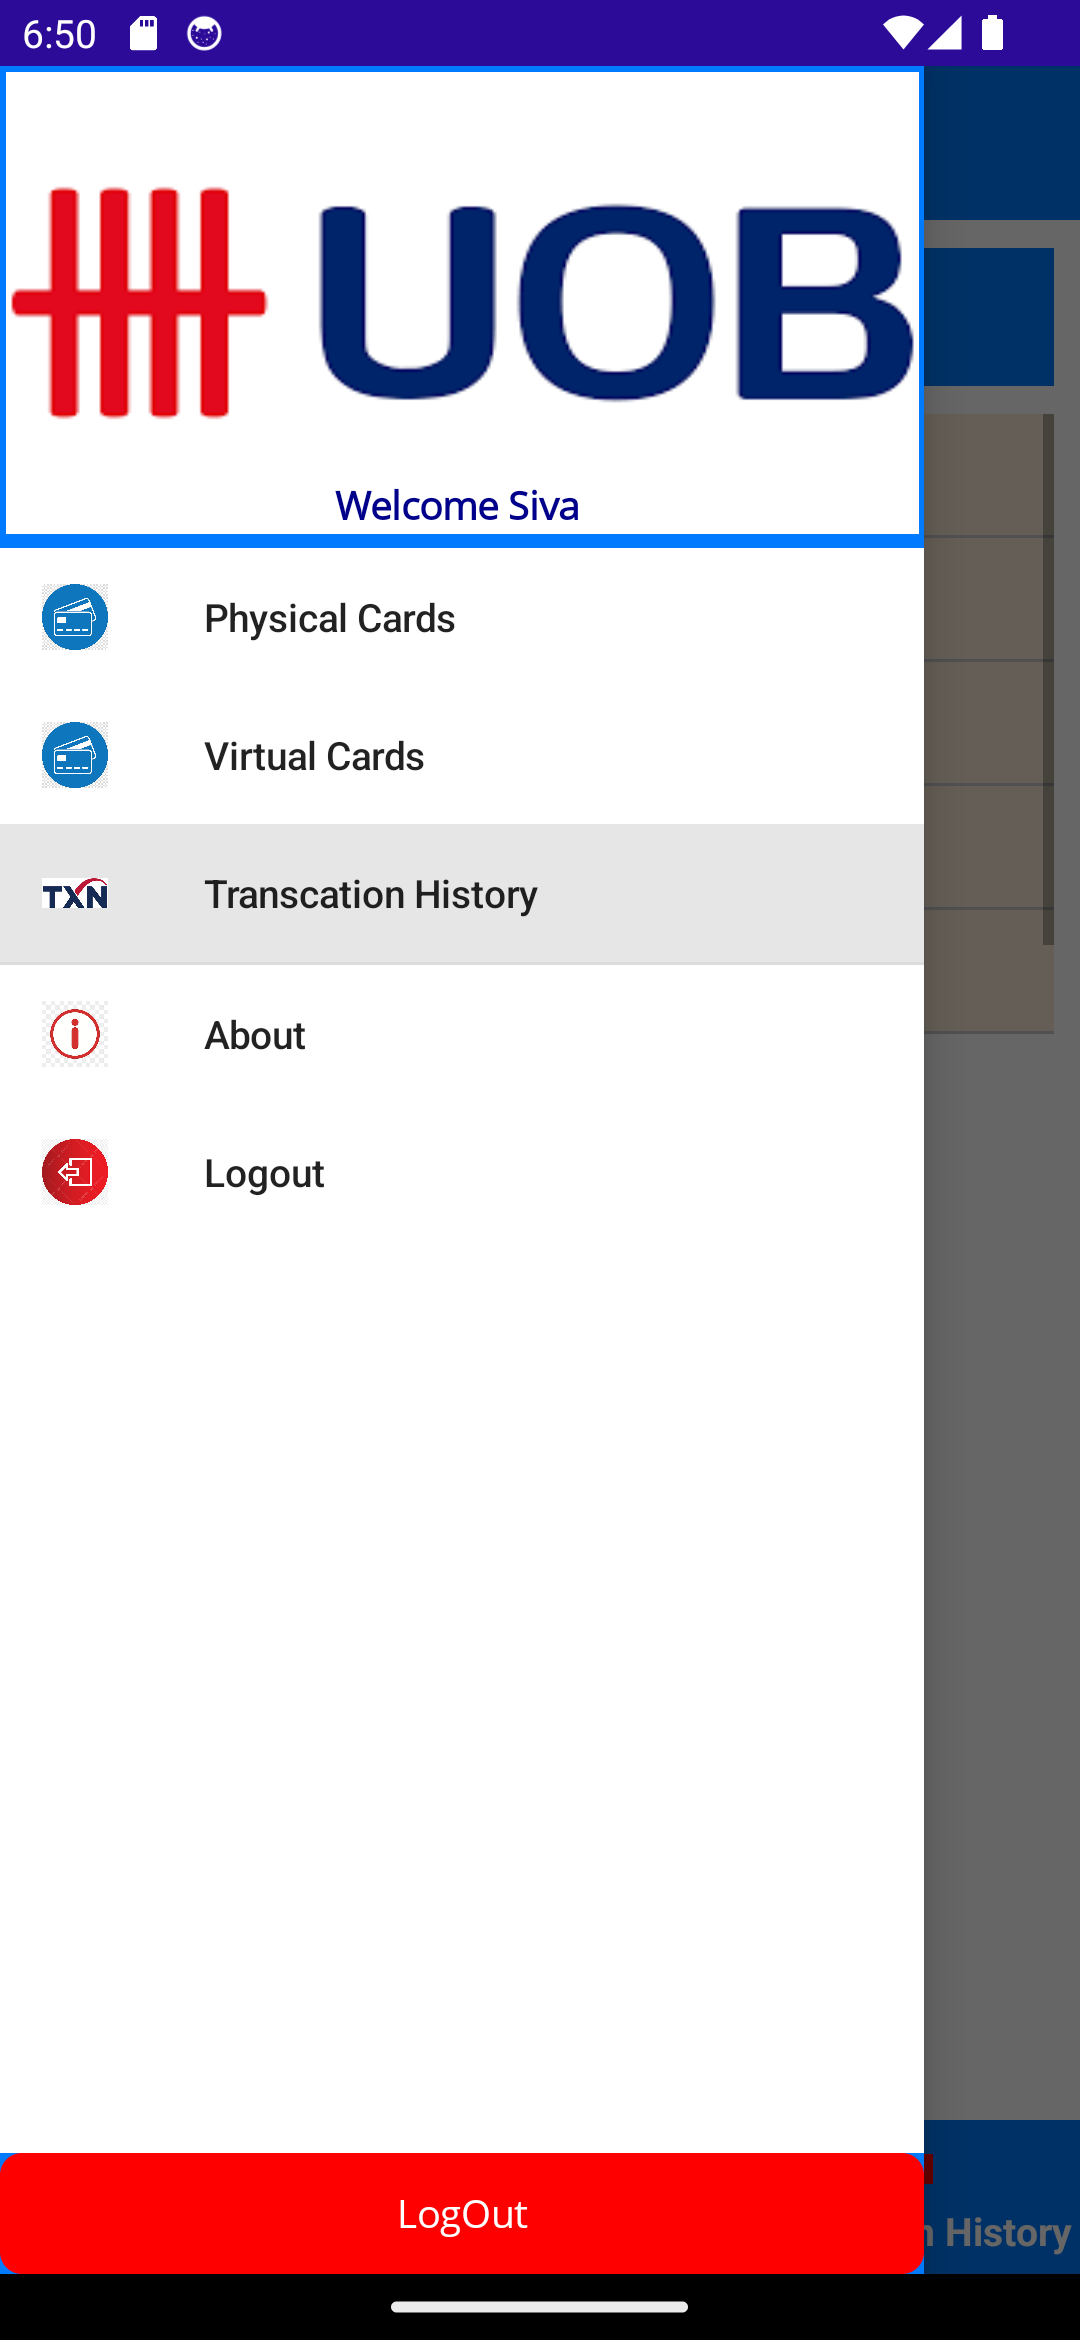 6:50
UOB
Welcome Siva
Physical Cards
Virtual Cards
TXN
Transcation History
About
Logout
LogOut
n History